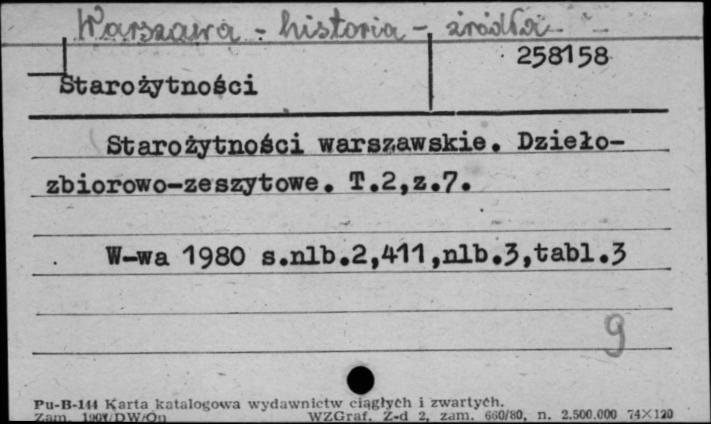 Warszawa - historia - źródła
258158
Starożytności
Starożytności warszawskie. Dzieło-
zbiorowo-zeszytowe. T.2,z.7.
W-wa 1980 s.nlb.2,411,nlb.3,tabl.3
g
Pu-B-144 Karta katalogowa wydawnictw ciągłych i zwartych.
Zam. WZGraf. Z-d 2, zam. 660/80, n. 2.500.000 74×120